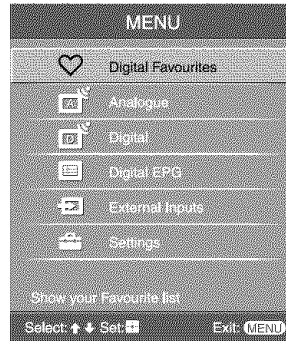 MENU
Digital Favourites
Analogue
Digital
Digital EPG
External Inputs
Settings
Show your Favourite list
Select: Set: Exit: MENU